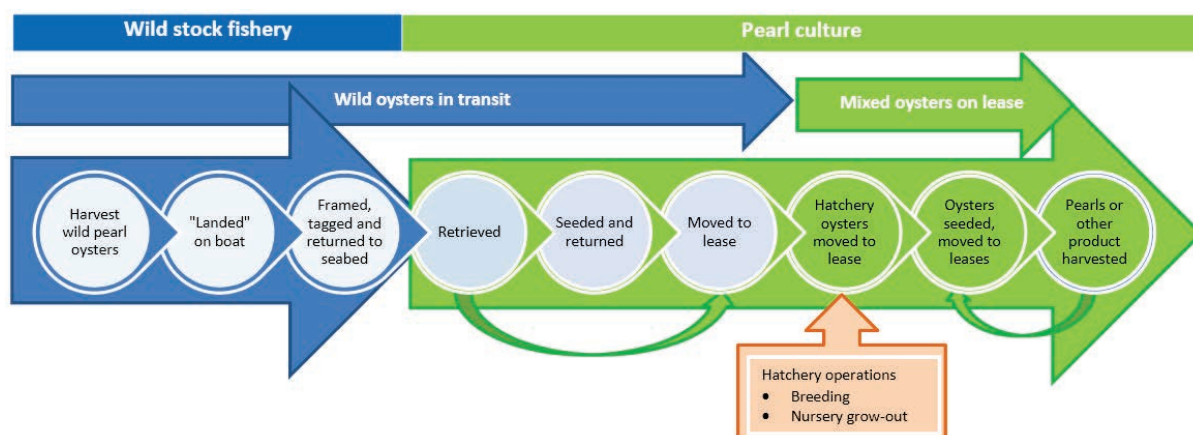 Wild stock fishery
Pearl culture
Wild oysters in transit
Mixed oysters on lease
Harvest
wild pearl
oysters
"Landed"
on boat
Framed,
tagged and
returned to
seabed
Retrieved
Seeded and
returned
Moved to
lease
Hatchery
oysters
moved to
lease
Oysters
seeded,
moved to
leases
Pearls or
other
product
harvested
Hatchery operations
• Breeding
• Nursery grow-out